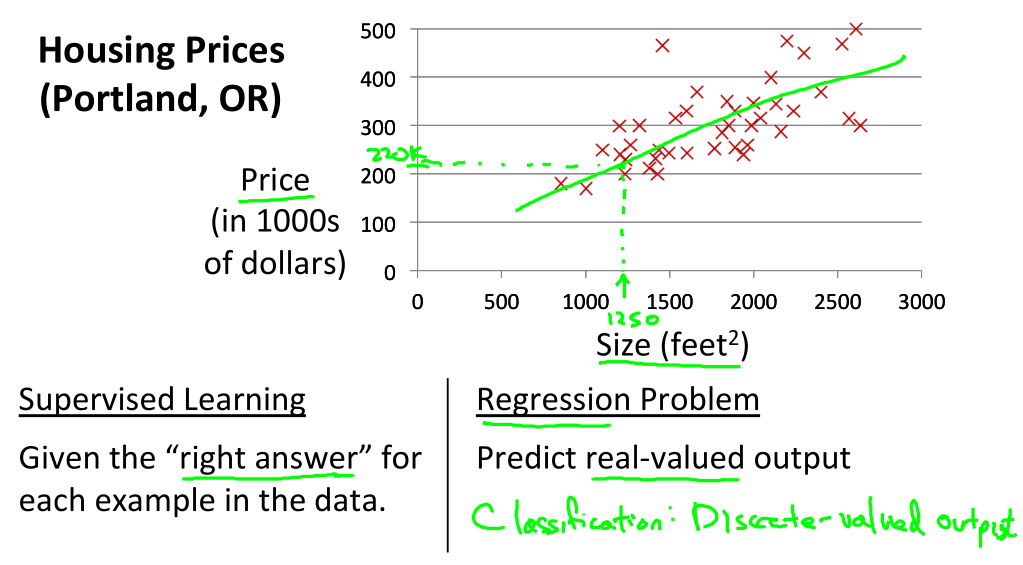 Housing Prices
(Portland, OR)
500
400
300
220K
200
100
0
Price
(in 1000s
of dollars)
0 500 1000 1500 2000 2500 3000
1250
Size (feet²)
Supervised Learning
Given the “right answer” for
each example in the data.
Regression Problem
Predict real-valued output
Classification: Discrete-valued output